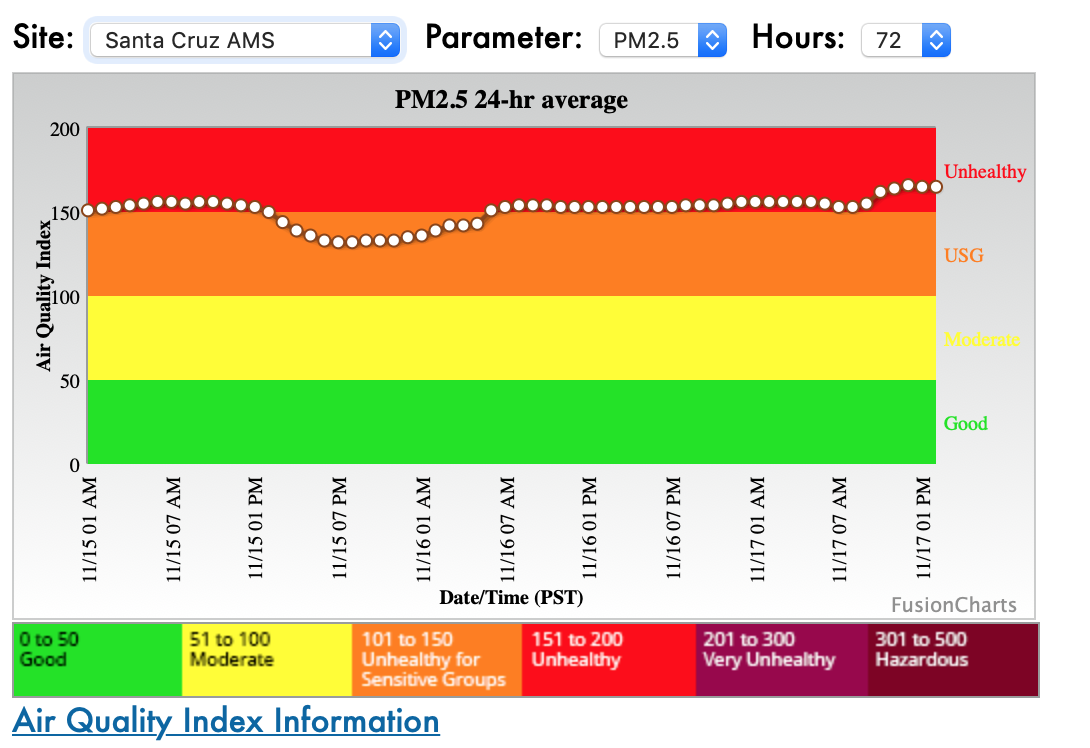 Site: Santa Cruz AMS Parameter: PM2.5 Hours: 72
PM2.5 24-hr average
Air Quality Index
200
150
100
50
0
Unhealthy
USG
Moderate
Good
11/15 01 AM
11/15 07 AM
11/15 01 PM
11/15 07 PM
11/16 01 AM
11/16 07 AM
11/16 01 PM
11/16 07 PM
11/17 01 AM
11/17 07 AM
11/17 01 PM
Date/Time (PST)
FusionCharts
0 to 50
Good
51 to 100
Moderate
101 to 150
Unhealthy for
Sensitive Groups
151 to 200
Unhealthy
201 to 300
Very Unhealthy
301 to 500
Hazardous
Air Quality Index Information